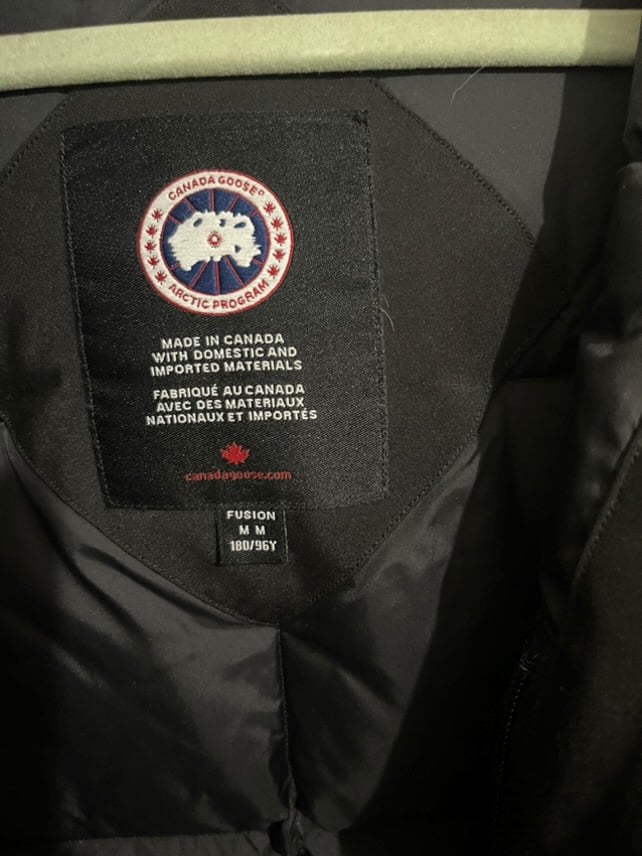 CANADA GOOSE®
ARCTIC PROGRAM
MADE IN CANADA
WITH DOMESTIC AND
IMPORTED MATERIALS
FABRIQUÉ AU CANADA
AVEC DES MATERIAUX
NATIONAUX ET IMPORTÉS
canadagoose.com
FUSION
M M
180/96Y